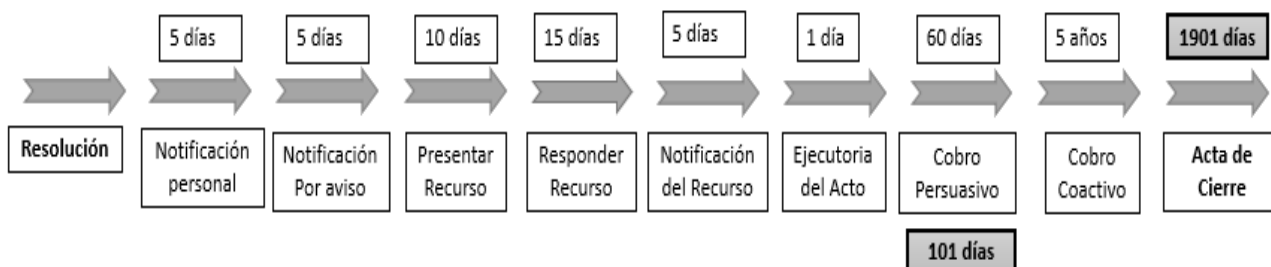 5 días
5 días
10 días
15 días
5 días
1 día
60 días
5 años
1901 días
Resolución
Notificación
personal
Notificación
Por aviso
Presentar
Recurso
Responder
Recurso
Notificación
del Recurso
Ejecutoria
del Acto
Cobro
Persuasivo
Cobro
Coactivo
Acta de
Cierre
101 días